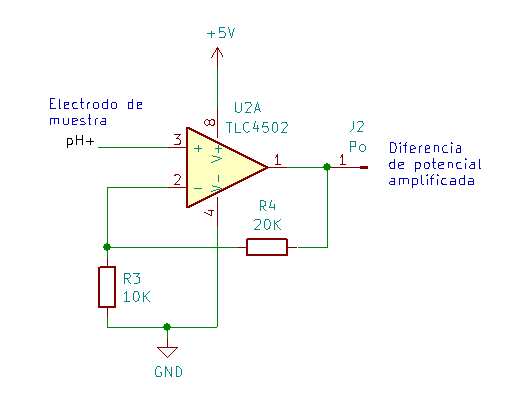 +5V
Electrodo de
muestra
pH+
3
2
8
4
+
-
V+
V-
U2A
TLC4502
1
J2
Po
1
Diferencia
de potencial
amplificada
R4
20K
R3
10K
GND